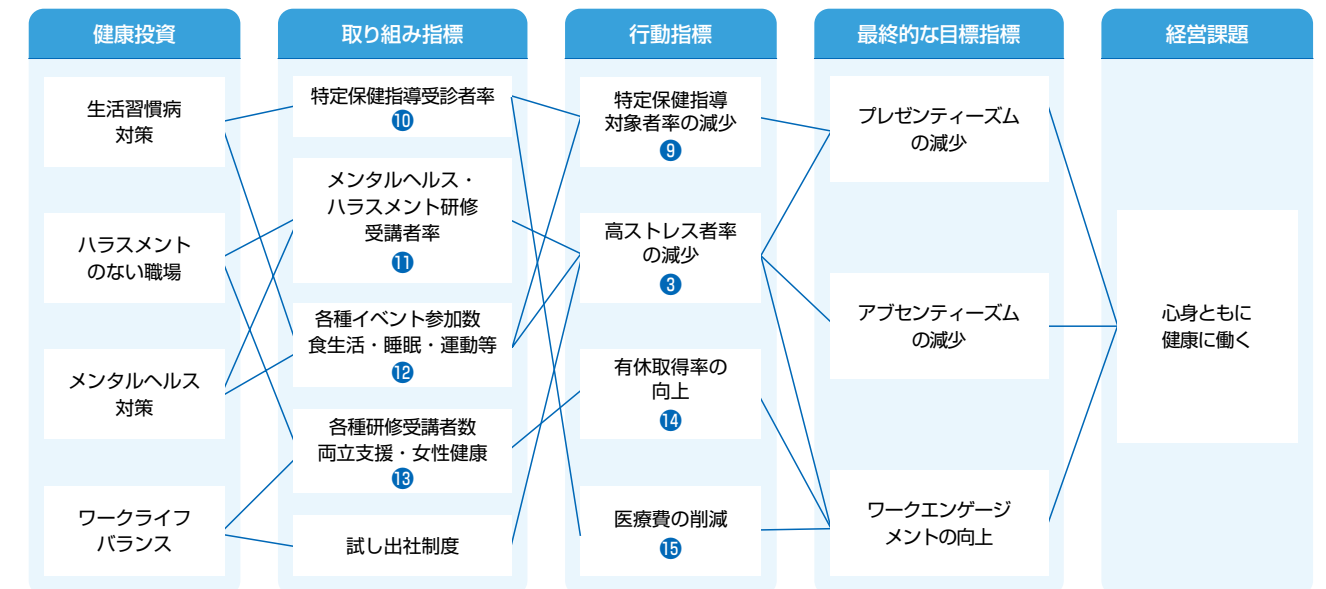 健康投資
生活習慣病
対策
ハラスメント
のない職場
メンタルヘルス
対策
ワークライフ
バランス
取り組み指標
特定保健指導受診者率
⑩
メンタルヘルス・
ハラスメント研修
受講者率
⑪
各種イベント参加数
食生活・睡眠・運動等
⑫
各種研修受講者数
両立支援・女性健康
⑬
試し出社制度
行動指標
特定保健指導
対象者率の減少
⑨
高ストレス者率
の減少
③
有休取得率の
向上
⑭
医療費の削減
⑮
最終的な目標指標
プレゼンティーズム
の減少
アブセンティーズム
の減少
ワークエンゲージ
メントの向上
経営課題
心身ともに
健康に働く